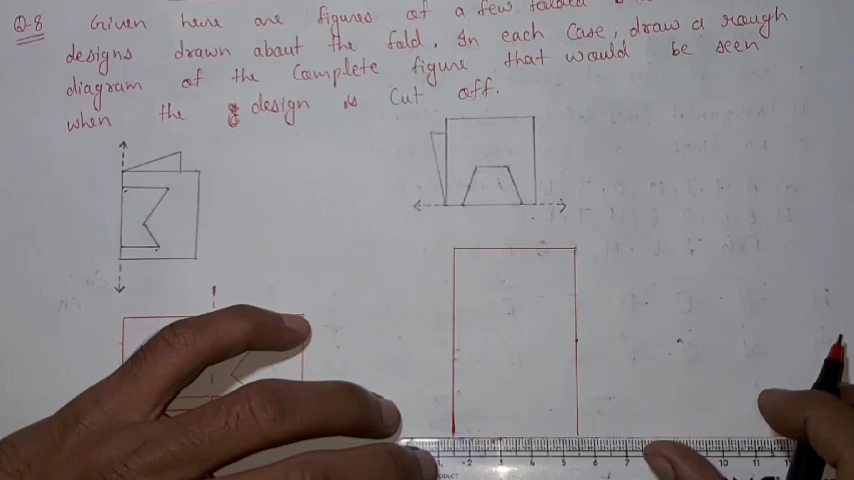 Q-8 Given here are figures of a few folded
designs drawn about the fold. In each case, draw a rough
diagram of the complete figure that would be seen
when the design is cut off.